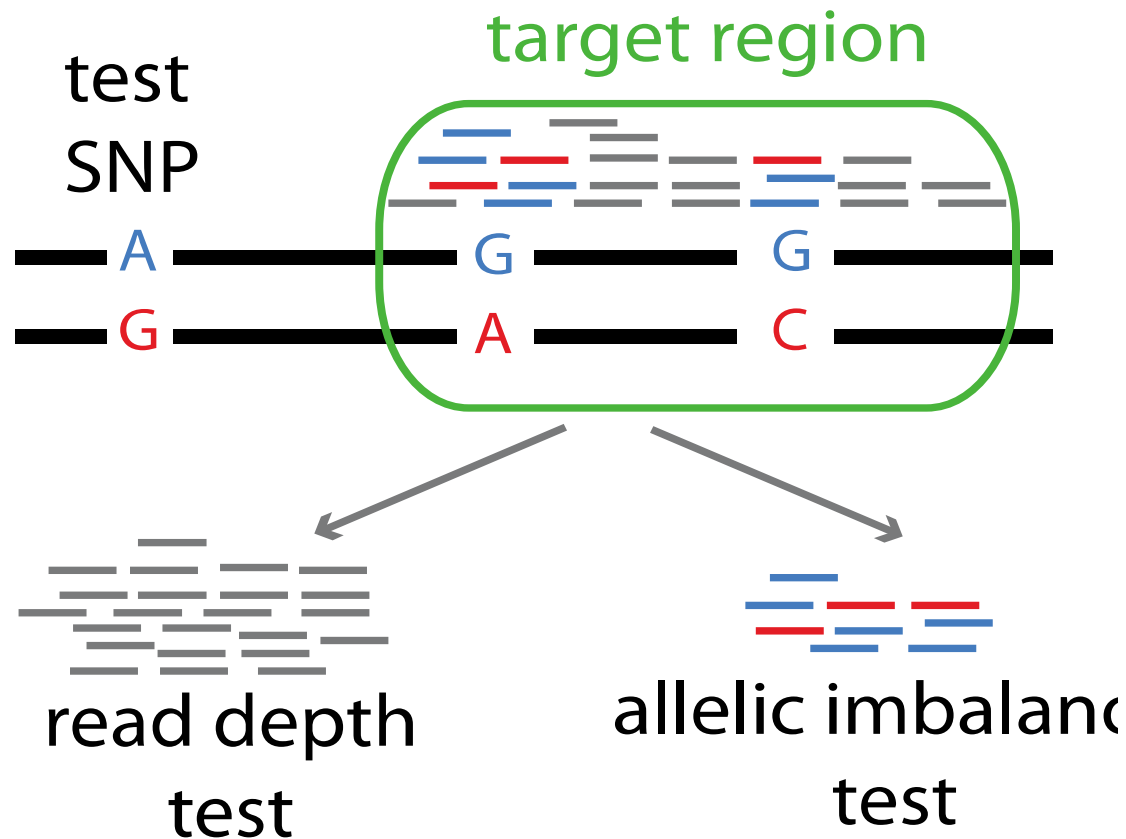 target region
test
SNP
A G G
G A C
read depth
test
allelic imbalanc
test